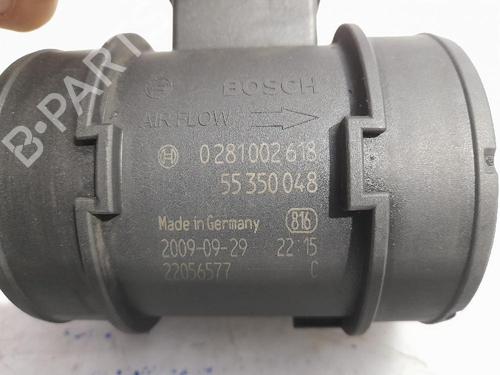 BOSCH
AIR FLOW
0 281 002 618
55 350 048
Made in Germany 816
2009-09-29 22:15
22056577 C
B-PART